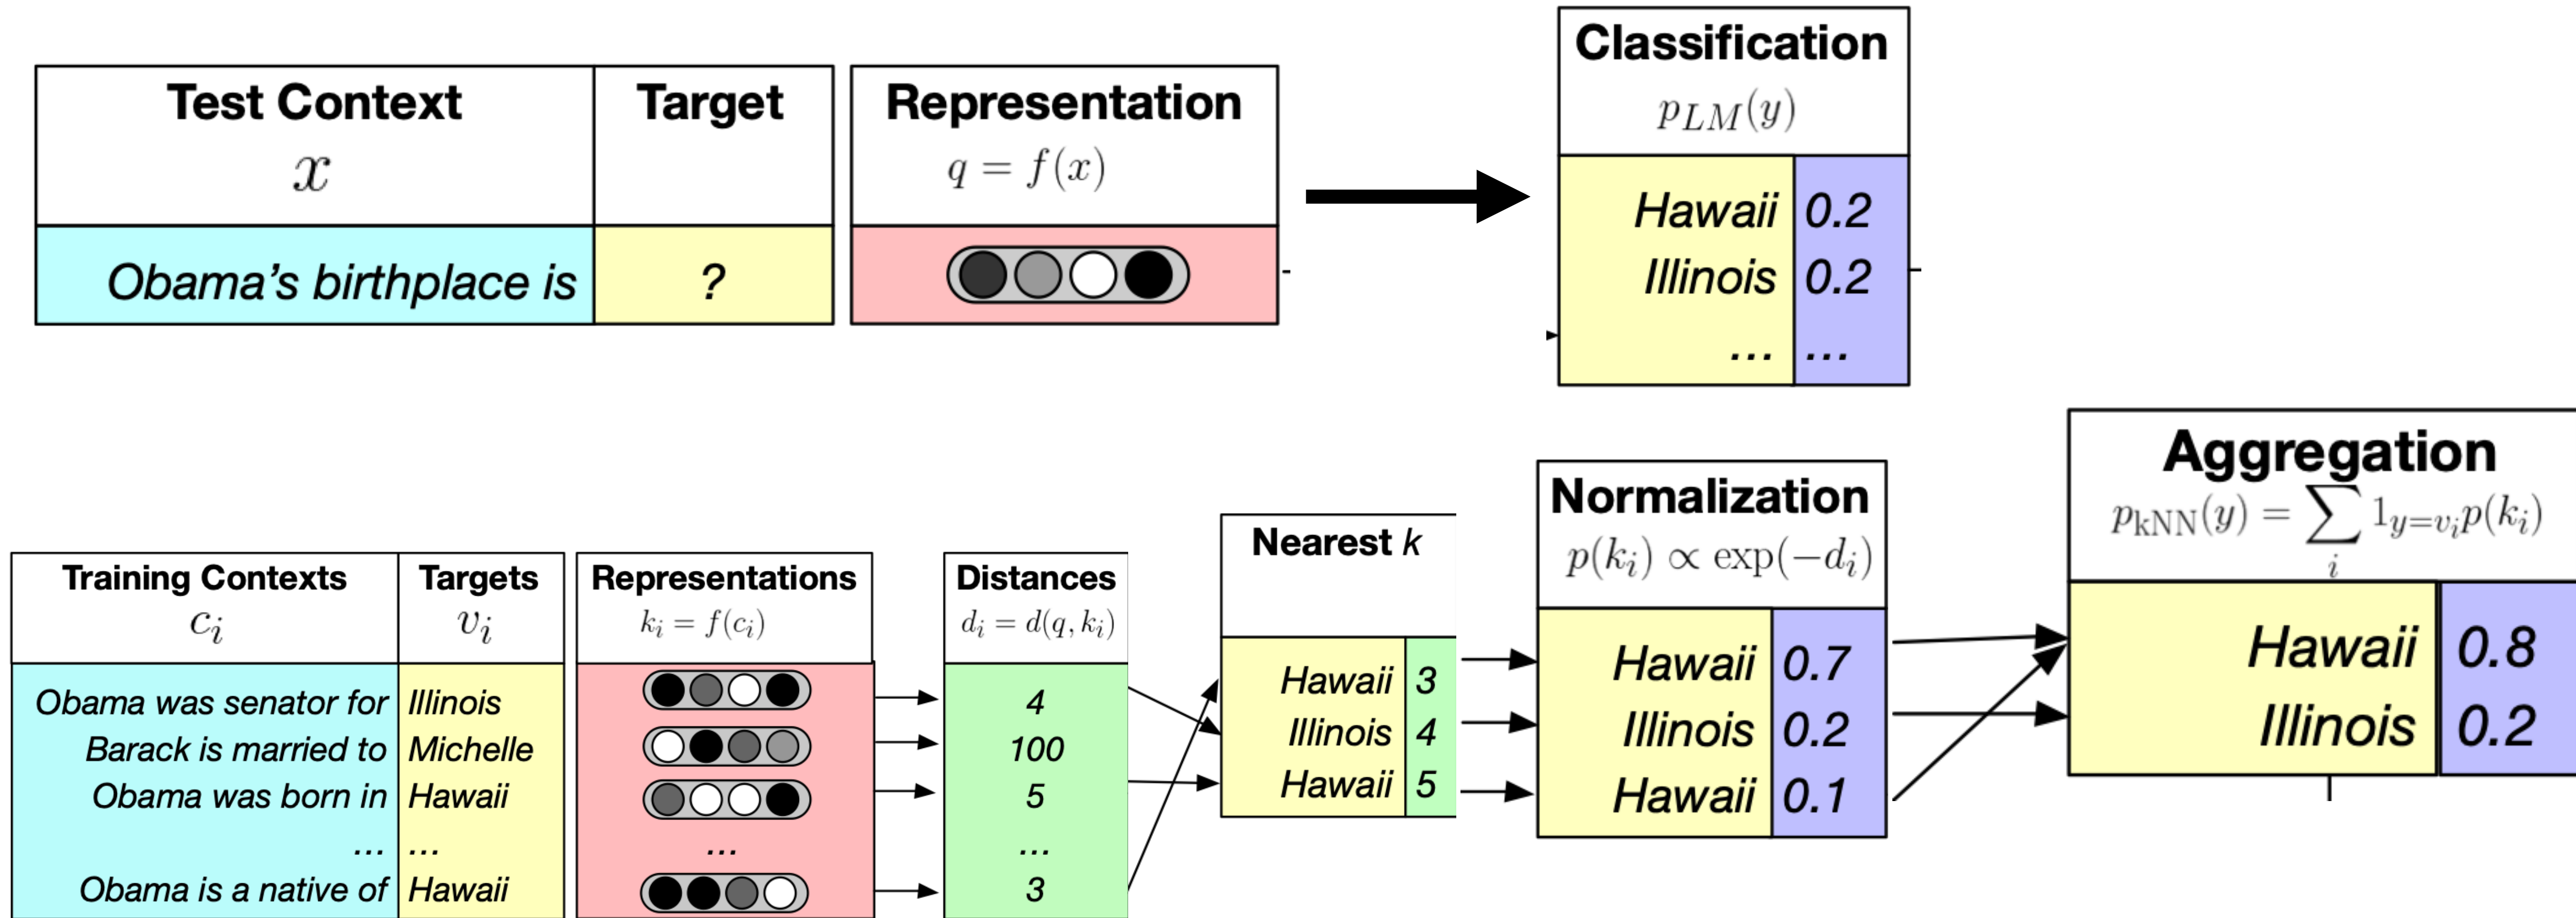 Test Context
x
Target
Representation
q = f(x)
Obama's birthplace is
?
Classification
p_{LM}(y)
Hawaii 0.2
Illinois 0.2
... ...
Training Contexts
c_i
Targets
v_i
Representations
k_i = f(c_i)
Distances
d_i = d(q, k_i)
Obama was senator for Illinois
Barack is married to Michelle
Obama was born in Hawaii
... ...
Obama is a native of Hawaii
...
4
100
5
...
3
Nearest k
Hawaii 3
Illinois 4
Hawaii 5
Normalization
p(k_i) ∝ exp(−d_i)
Hawaii 0.7
Illinois 0.2
Hawaii 0.1
Aggregation
p_{kNN}(y) = ∑_i 1_{y=v_i} p(k_i)
Hawaii 0.8
Illinois 0.2